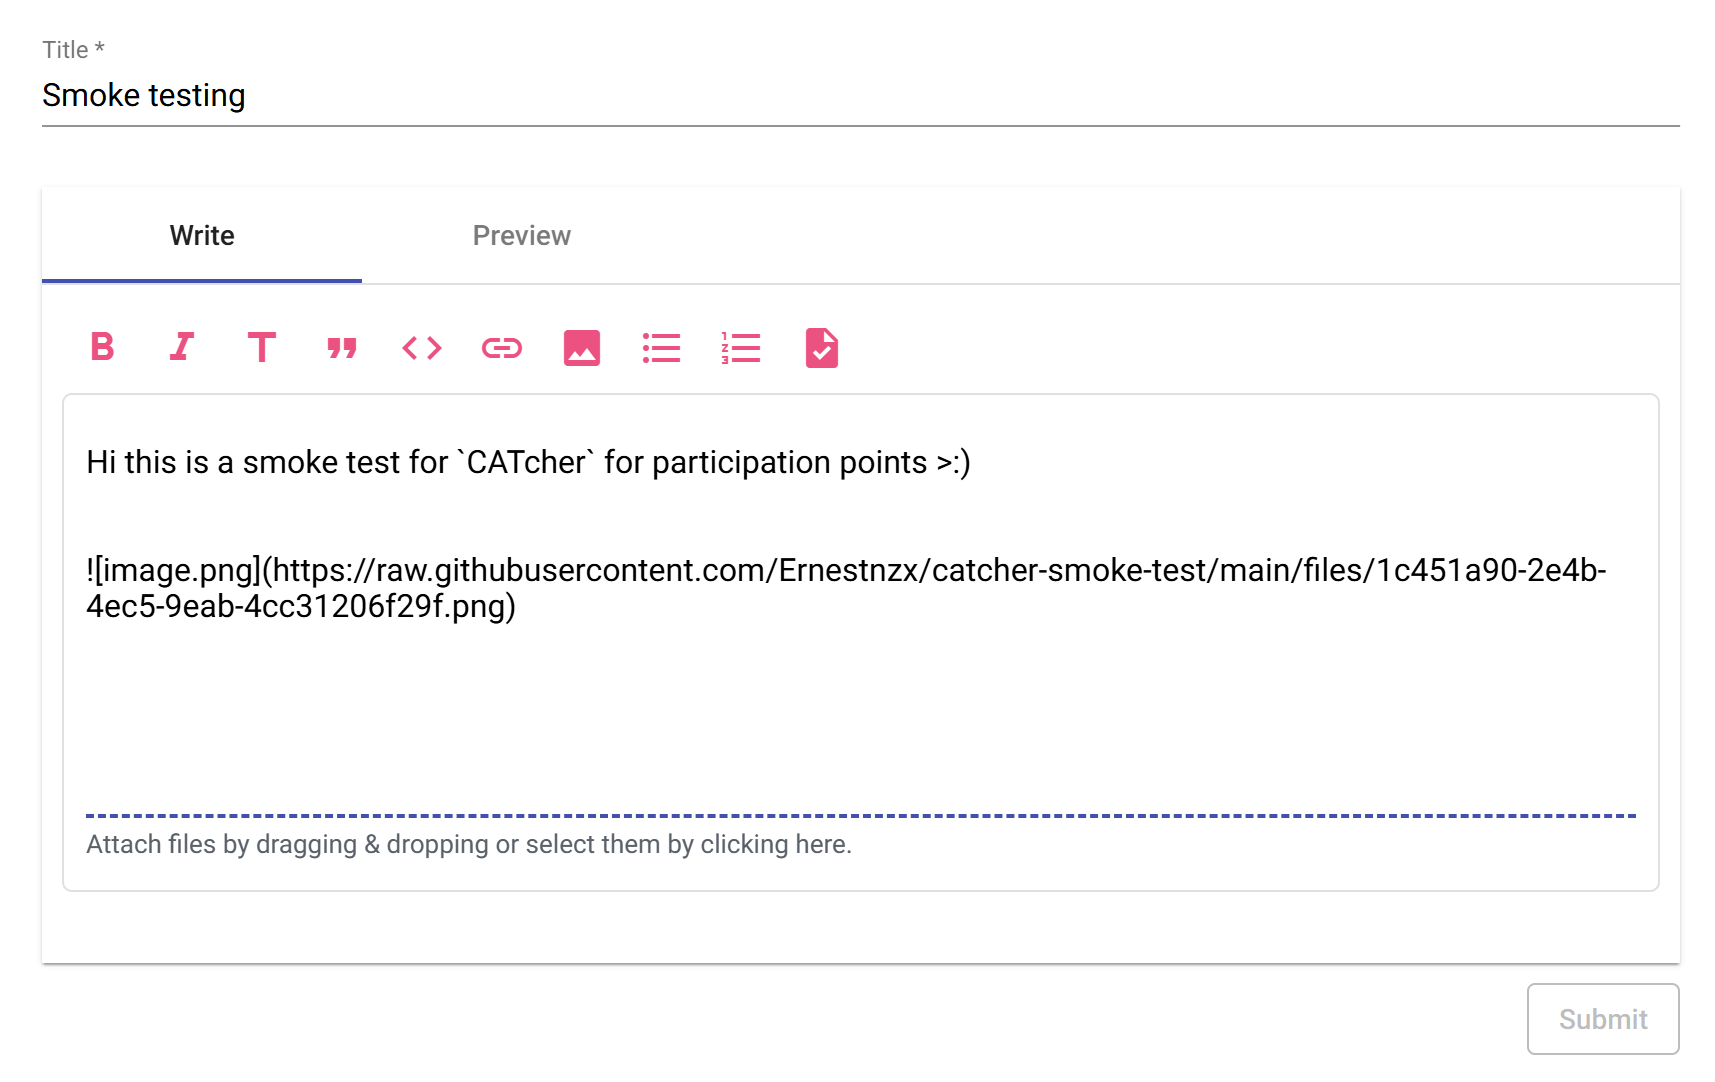 Title *
Smoke testing
Write
Preview
Hi this is a smoke test for `CATcher` for participation points >:)
![image.png](https://raw.githubusercontent.com/Ernestnzx/catcher-smoke-test/main/files/1c451a90-2e4b-
4ec5-9eab-4cc31206f29f.png)
Attach files by dragging & dropping or select them by clicking here.
Submit